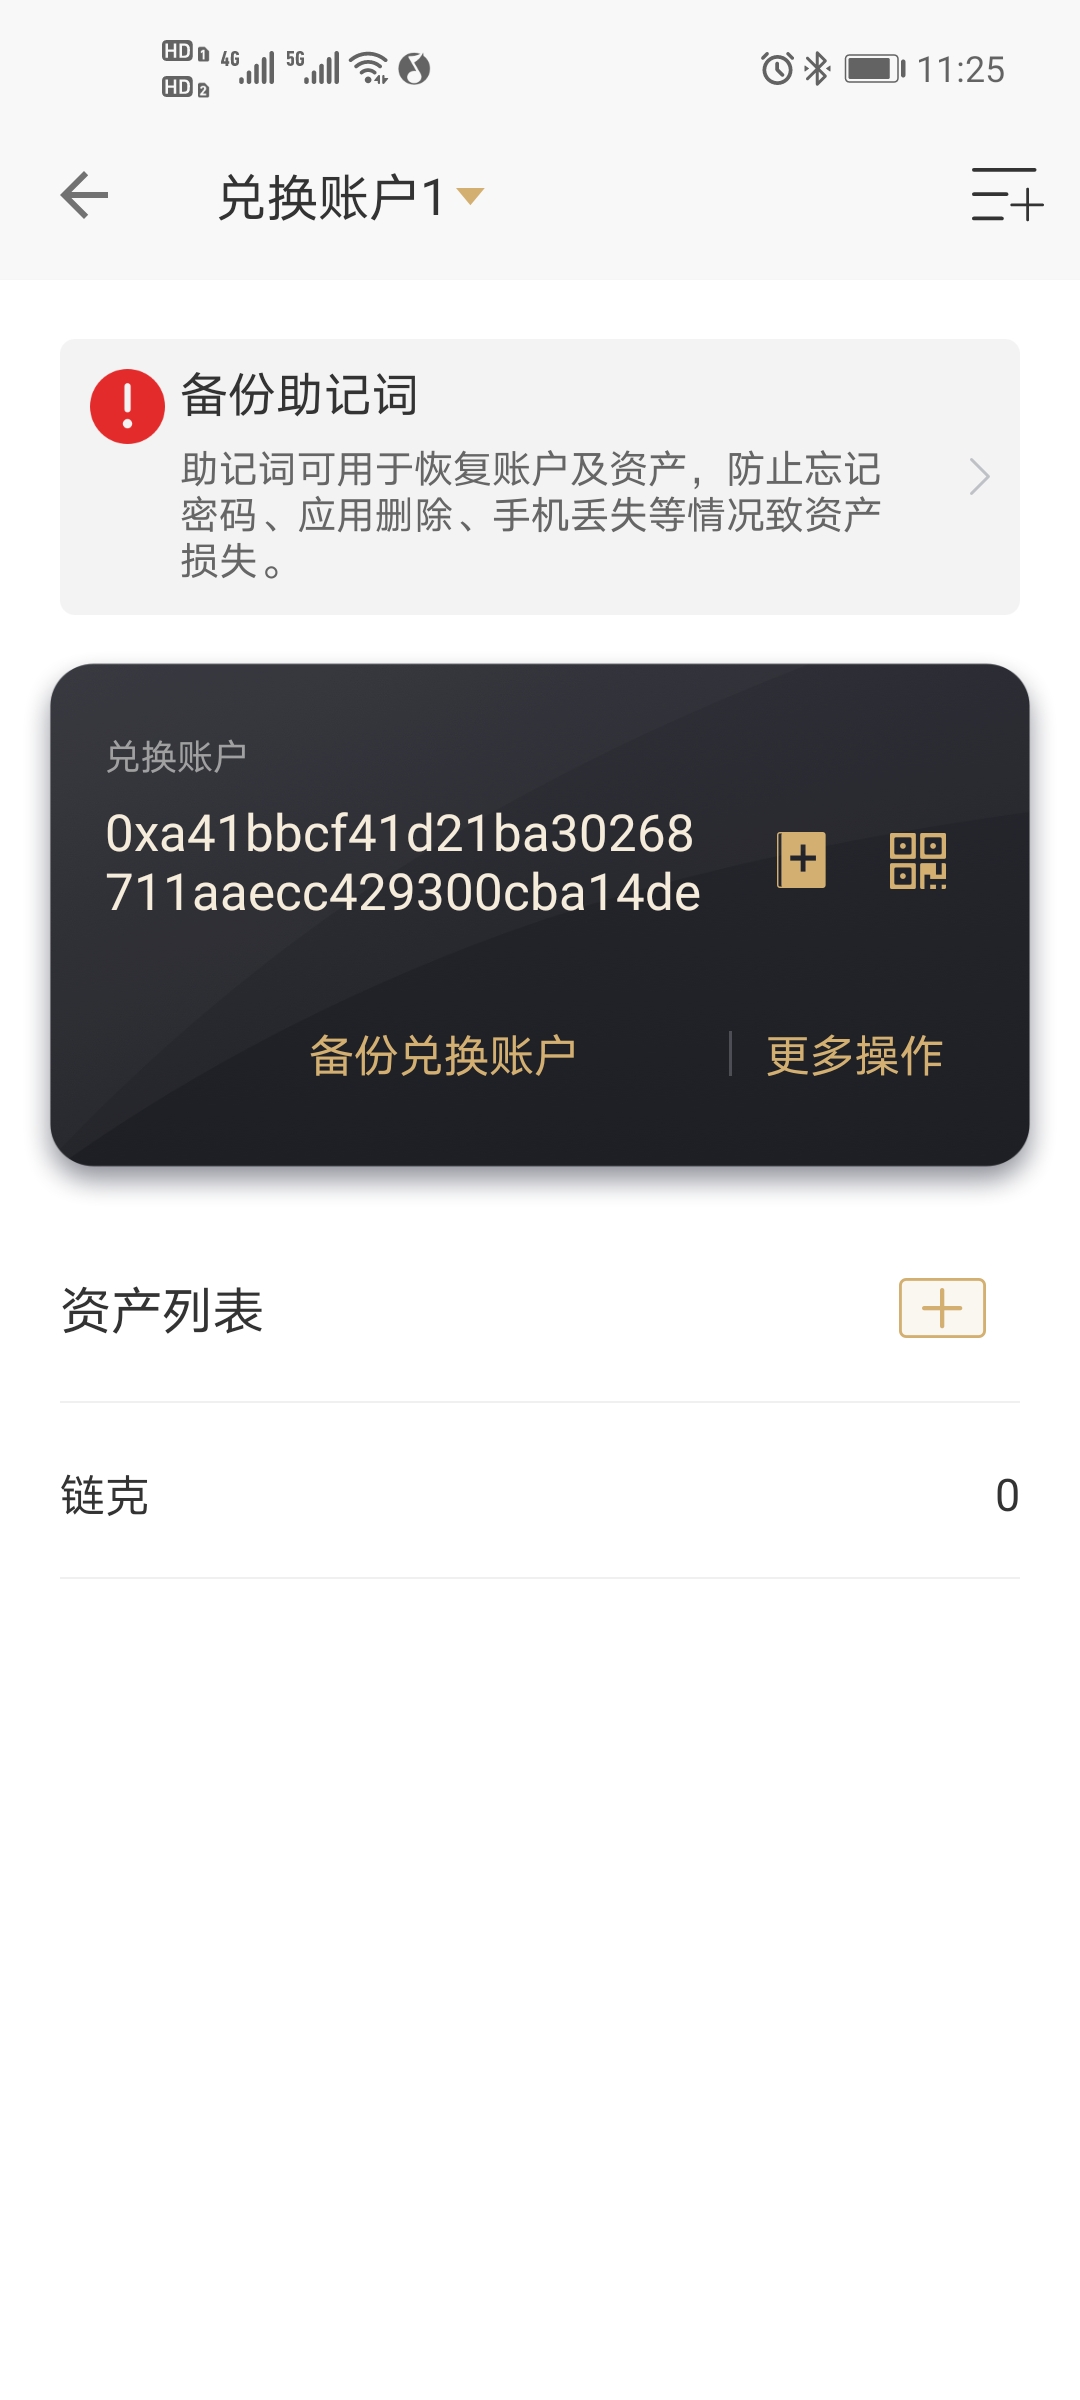 HD 1 4G 5G
HD 2
11:25
兑换账户1
备份助记词
助记词可用于恢复账户及资产，防止忘记
密码、应用删除、手机丢失等情况致资产
损失。
兑换账户
0xa41bbcf41d21ba30268
711aaecc429300cba14de
备份兑换账户
更多操作
资产列表
链克
0